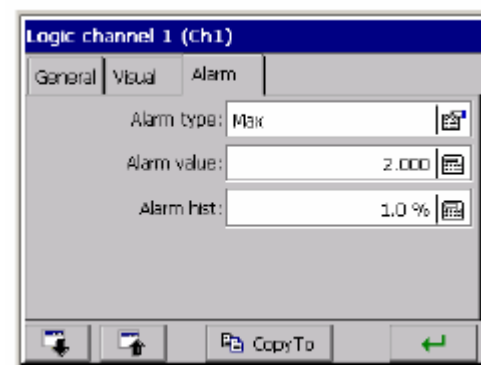 Logic channel 1 (Ch1)
General Visual Alarm
Alarm type: Max
Alarm value: 2.000
Alarm hist: 1.0 %
CopyTo